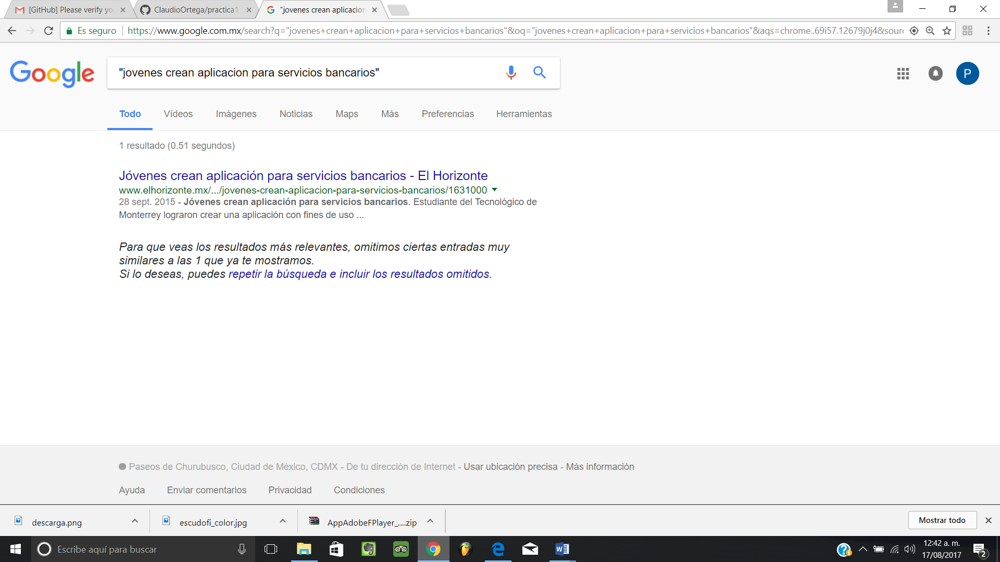 [GitHub] Please verify yo
ClaudioOrtega/practica1_
"jovenes crean aplicacion
Es seguro
https://www.google.com.mx/search?q="jovenes+crean+aplicacion+para+servicios+bancarios"&oq="jovenes+crean+aplicacion+para+servicios+bancarios"&aqs=chrome..69i57.12679j0j4&sourc
Google
"jovenes crean aplicacion para servicios bancarios"
P
Todo Vídeos Imágenes Noticias Maps Más Preferencias Herramientas
1 resultado (0.51 segundos)
Jóvenes crean aplicación para servicios bancarios - El Horizonte
www.elhorizonte.mx/.../jovenes-crean-aplicacion-para-servicios-bancarios/1631000
28 sept. 2015 - Jóvenes crean aplicación para servicios bancarios. Estudiante del Tecnológico de
Monterrey lograron crear una aplicación con fines de uso ...
Para que veas los resultados más relevantes, omitimos ciertas entradas muy
similares a las 1 que ya te mostramos.
Si lo deseas, puedes repetir la búsqueda e incluir los resultados omitidos.
Paseos de Churubusco, Ciudad de México, CDMX - De tu dirección de Internet - Usar ubicación precisa - Más información
Ayuda Enviar comentarios Privacidad Condiciones
descarga.png
escudofi_color.jpg
AppAdobeFPlayer_....zip
Mostrar todo
Escribe aquí para buscar
12:42 a. m.
17/08/2017
2